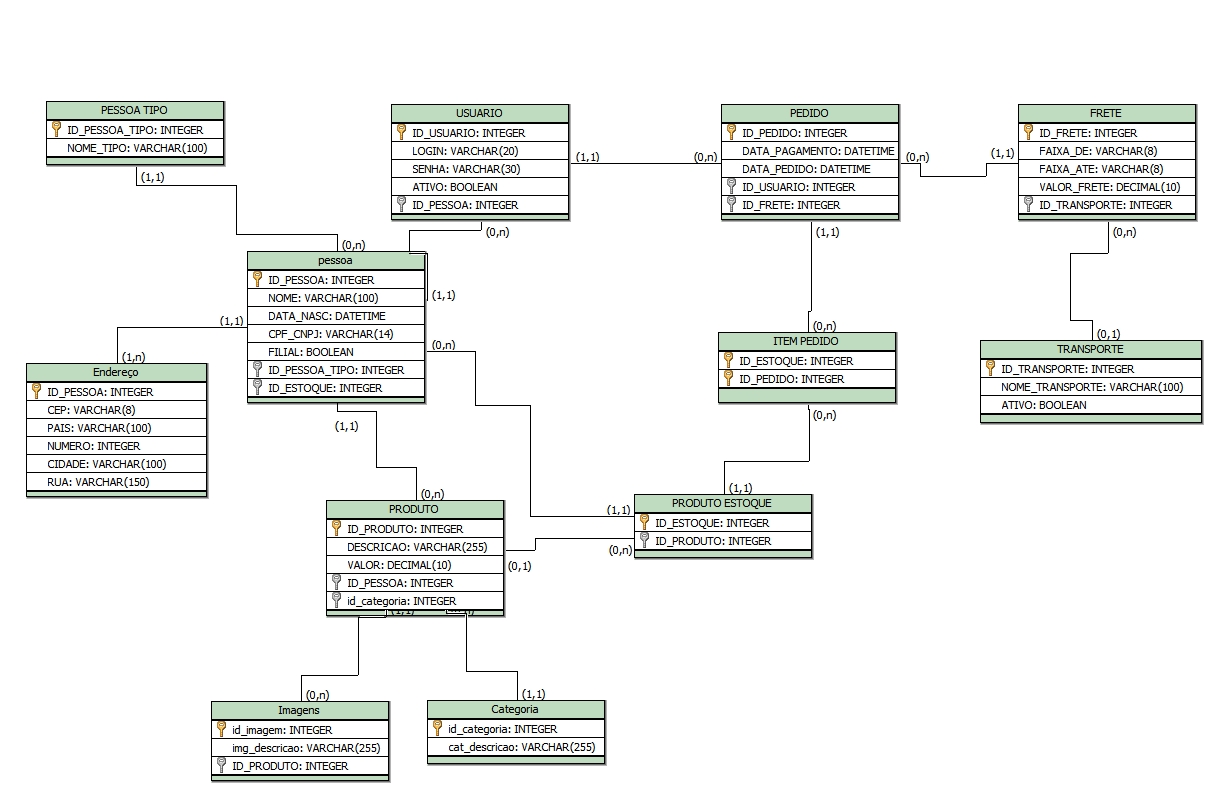 PESSOA TIPO
ID_PESSOA_TIPO: INTEGER
NOME_TIPO: VARCHAR(100)
(1,1)
USUARIO
ID_USUARIO: INTEGER
LOGIN: VARCHAR(20)
SENHA: VARCHAR(30)
ATIVO: BOOLEAN
ID_PESSOA: INTEGER
(1,1)
(0,n)
(0,n)
PEDIDO
ID_PEDIDO: INTEGER
DATA_PAGAMENTO: DATETIME
DATA_PEDIDO: DATETIME
ID_USUARIO: INTEGER
ID_FRETE: INTEGER
(0,n)
(1,1)
(1,1)
FRETE
ID_FRETE: INTEGER
FAIXA_DE: VARCHAR(8)
FAIXA_ATE: VARCHAR(8)
VALOR_FRETE: DECIMAL(10)
ID_TRANSPORTE: INTEGER
(0,n)
(0,n)
pessoa
ID_PESSOA: INTEGER
NOME: VARCHAR(100)
DATA_NASC: DATETIME
CPF_CNPJ: VARCHAR(14)
FILIAL: BOOLEAN
ID_PESSOA_TIPO: INTEGER
ID_ESTOQUE: INTEGER
(1,1)
(1,1)
(0,n)
(1,1)
(1,n)
Endereço
ID_PESSOA: INTEGER
CEP: VARCHAR(8)
PAIS: VARCHAR(100)
NUMERO: INTEGER
CIDADE: VARCHAR(100)
RUA: VARCHAR(150)
(0,n)
ITEM PEDIDO
ID_ESTOQUE: INTEGER
ID_PEDIDO: INTEGER
(0,n)
(0,1)
TRANSPORTE
ID_TRANSPORTE: INTEGER
NOME_TRANSPORTE: VARCHAR(100)
ATIVO: BOOLEAN
(0,n)
PRODUTO
ID_PRODUTO: INTEGER
DESCRICAO: VARCHAR(255)
VALOR: DECIMAL(10)
ID_PESSOA: INTEGER
id_categoria: INTEGER
(1,1)
(0,1)
(1,1)
(1,1)
(0,n)
PRODUTO ESTOQUE
ID_ESTOQUE: INTEGER
ID_PRODUTO: INTEGER
(0,n)
Imagens
id_imagem: INTEGER
img_descricao: VARCHAR(255)
ID_PRODUTO: INTEGER
(1,1)
Categoria
id_categoria: INTEGER
cat_descricao: VARCHAR(255)